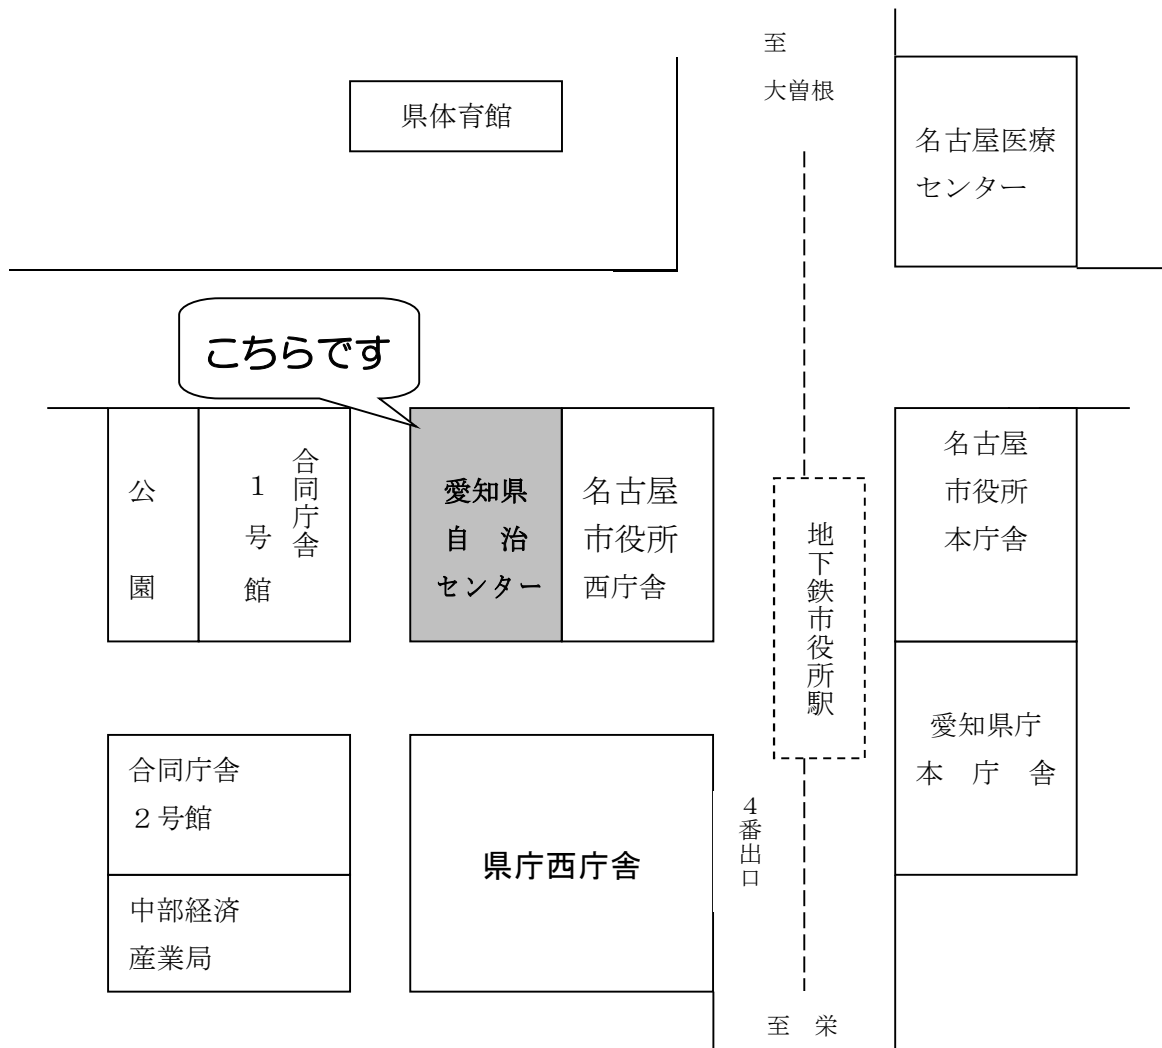 至
大曽根
県体育館
名古屋医療
センター
こちらです
公
園
合同庁舎
１号館
愛知県
自　治
センター
名古屋
市役所
西庁舎
地下鉄市役所駅
名古屋
市役所
本庁舎
愛知県庁
本　庁　舎
合同庁舎
２号館
中部経済
産業局
県庁西庁舎
４番出口
至　栄